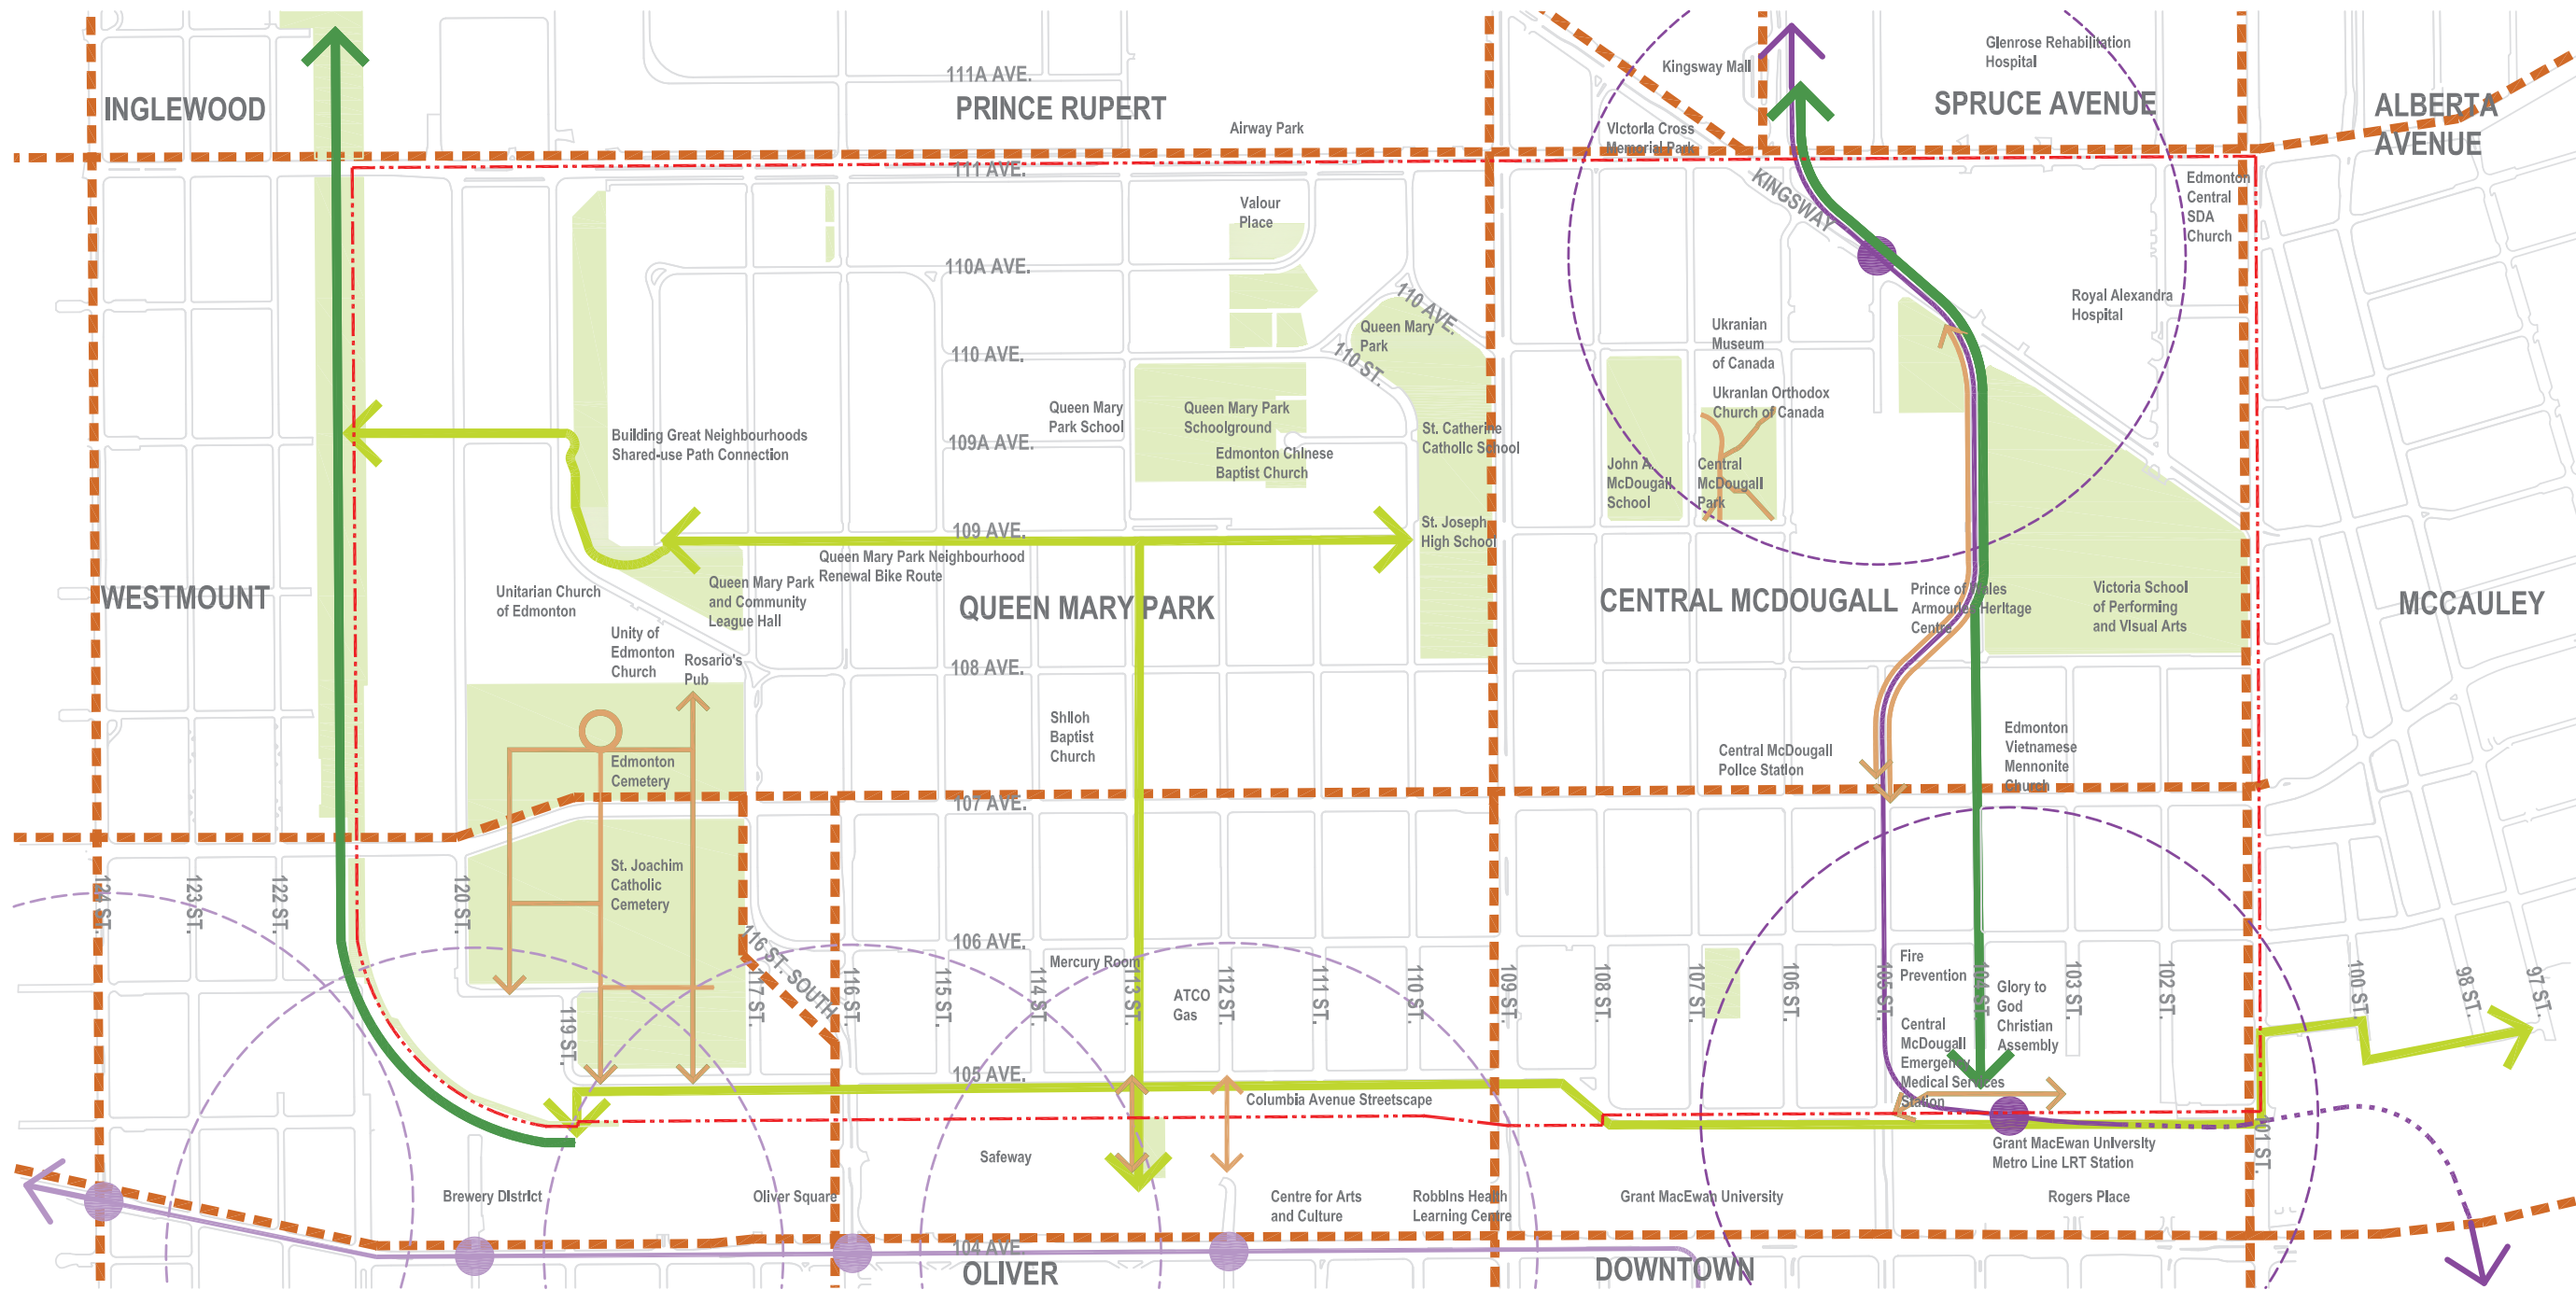 111A AVE.
INGLEWOOD
PRINCE RUPERT
Airway Park
111 AVE.
Kingsway Mall
Glenrose Rehabilitation
Hospital
SPRUCE AVENUE
ALBERTA
AVENUE
Victoria Cross
Memorial Park
KINGSWAY
Edmonton
Central
SDA
Church
Valour
Place
110A AVE.
110 AVE.
110 AVE.
110 ST.
Queen Mary
Park
Royal Alexandra
Hospital
Ukranian
Museum
of Canada
Ukranian Orthodox
Church of Canada
Queen Mary
Park School
Queen Mary Park
Schoolground
Edmonton Chinese
Baptist Church
109A AVE.
Building Great Neighbourhoods
Shared-use Path Connection
St. Catherine
Catholic School
John A.
McDougall
School
Central
McDougall
Park
109 AVE.
St. Joseph
High School
Queen Mary Park Neighbourhood
Renewal Bike Route
WESTMOUNT
Unitarian Church
of Edmonton
Queen Mary Park
and Community
League Hall
QUEEN MARY PARK
CENTRAL MCDOUGALL
Prince of Wales
Armouries Heritage
Centre
Victoria School
of Performing
and Visual Arts
MCCAULEY
Unity of
Edmonton
Church
Rosario's
Pub
108 AVE.
Shiloh
Baptist
Church
Edmonton
Cemetery
Central McDougall
Police Station
Edmonton
Vietnamese
Mennonite
Church
107 AVE.
St. Joachim
Catholic
Cemetery
124 ST.
123 ST.
122 ST.
120 ST.
119 ST.
117 ST.
116 ST. SOUTH
116 ST.
115 ST.
114 ST.
113 ST.
112 ST.
111 ST.
110 ST.
109 ST.
108 ST.
107 ST.
106 ST.
105 ST.
104 ST.
103 ST.
102 ST.
101 ST.
100 ST.
98 ST.
97 ST.
106 AVE.
Mercury Room
ATCO
Gas
Fire
Prevention
Central
McDougall
Emergency
Medical Services
Station
Glory to
God
Christian
Assembly
105 AVE.
Columbia Avenue Streetscape
Safeway
Grant MacEwan University
Metro Line LRT Station
Brewery District
Oliver Square
Centre for Arts
and Culture
Robbins Health
Learning Centre
Grant MacEwan University
Rogers Place
104 AVE.
OLIVER
DOWNTOWN